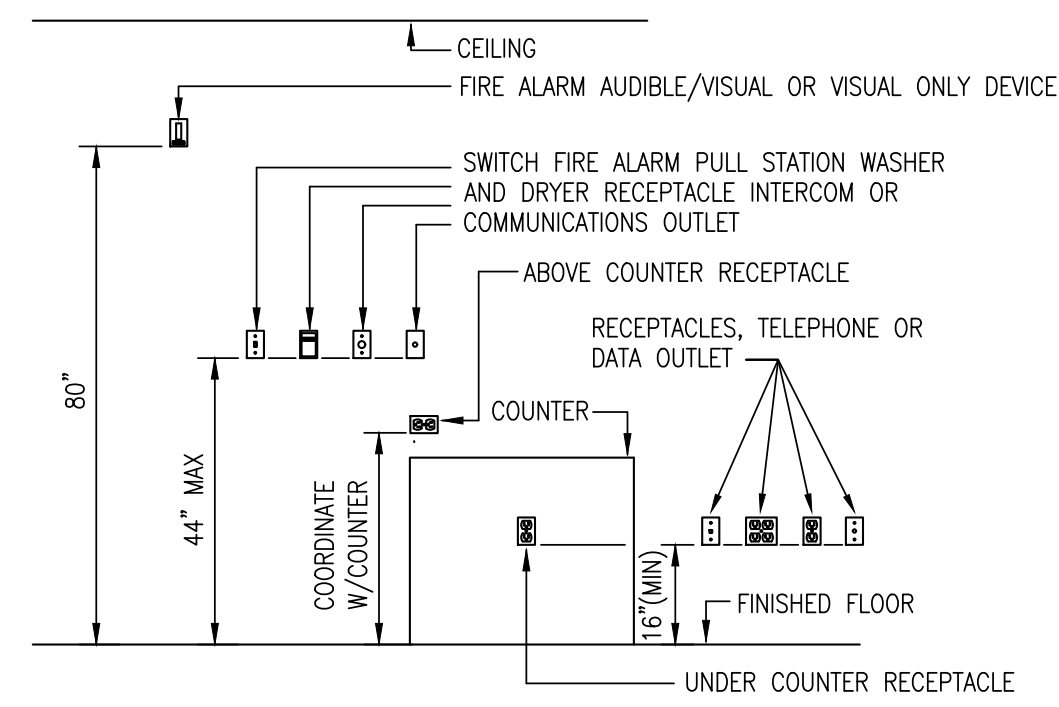 CEILING
FIRE ALARM AUDIBLE/VISUAL OR VISUAL ONLY DEVICE
SWITCH FIRE ALARM PULL STATION WASHER
AND DRYER RECEPTACLE INTERCOM OR
COMMUNICATIONS OUTLET
ABOVE COUNTER RECEPTACLE
RECEPTACLES, TELEPHONE OR
DATA OUTLET
80"
44" MAX
COUNTER
COORDINATE
W/COUNTER
16"(MIN)
FINISHED FLOOR
UNDER COUNTER RECEPTACLE